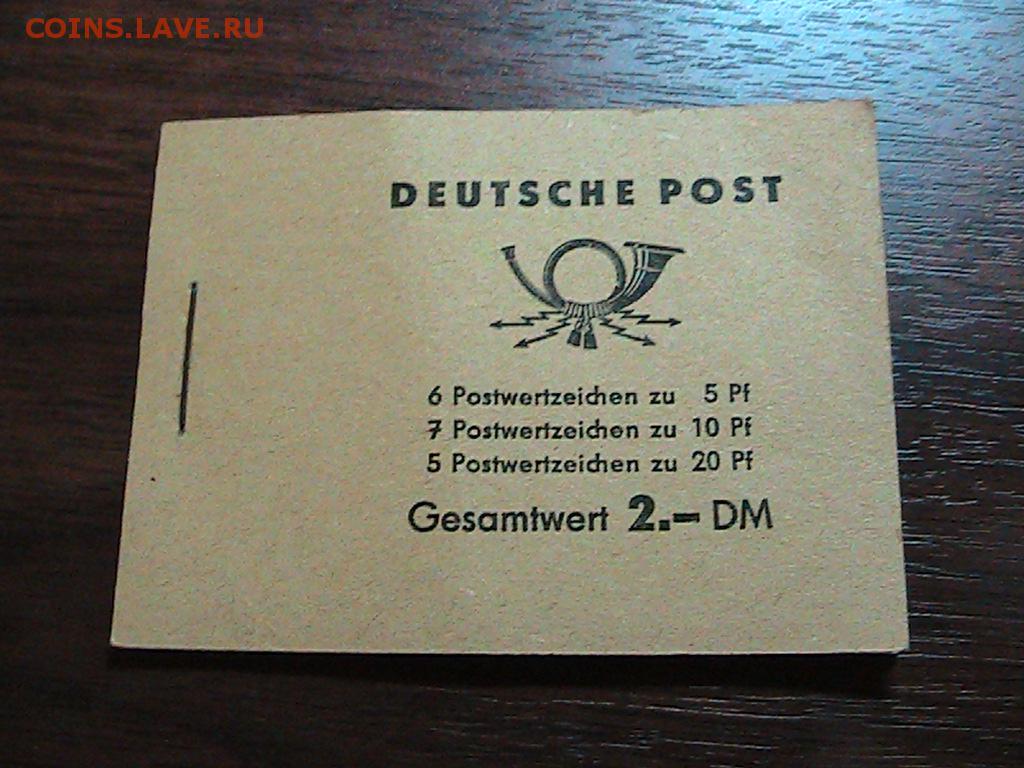 COINS.LAVE.RU
DEUTSCHE POST
6 Postwertzeichen zu 5 Pf
7 Postwertzeichen zu 10 Pf
5 Postwertzeichen zu 20 Pf
Gesamtwert 2.– DM